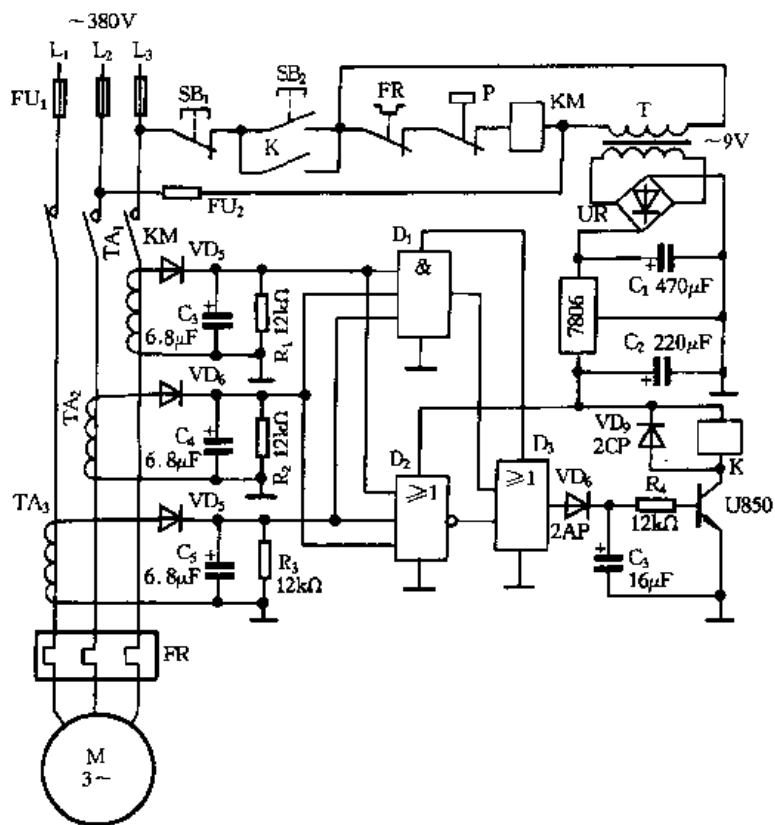 ~380V
L₁ L₂ L₃
FU₁
SB₁
SB₂
K
FR
P
KM
T
~9V
FU₂
UR
TA₁
KM
VD₅
D₁
&
C₁ 470μF
7806
C₃
6.8μF
R₁ 12kΩ
C₂ 220μF
TA₂
VD₆
C₄
6.8μF
R₂ 12kΩ
D₂
≥1
D₃
≥1
VD₉
2CP
K
TA₃
VD₅
VD₆
2AP
R₄
12kΩ
U850
C₅
6.8μF
R₃
12kΩ
C₃
16μF
FR
M
3~